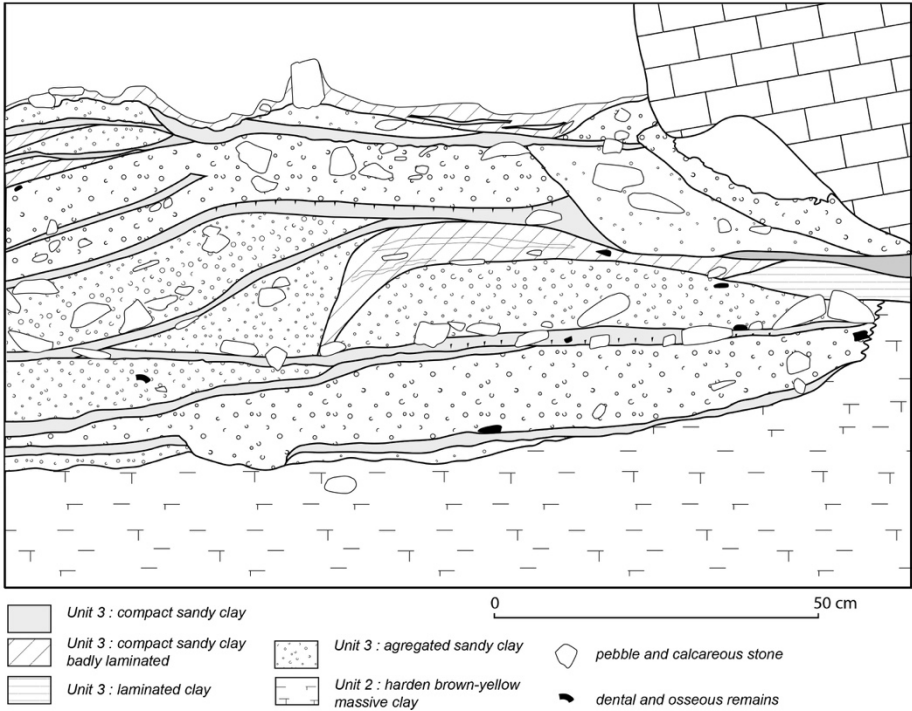 0 50 cm
Unit 3 : compact sandy clay
Unit 3 : compact sandy clay
badly laminated
Unit 3 : laminated clay
Unit 3 : agregated sandy clay
Unit 2 : harden brown-yellow
massive clay
pebble and calcareous stone
dental and osseous remains